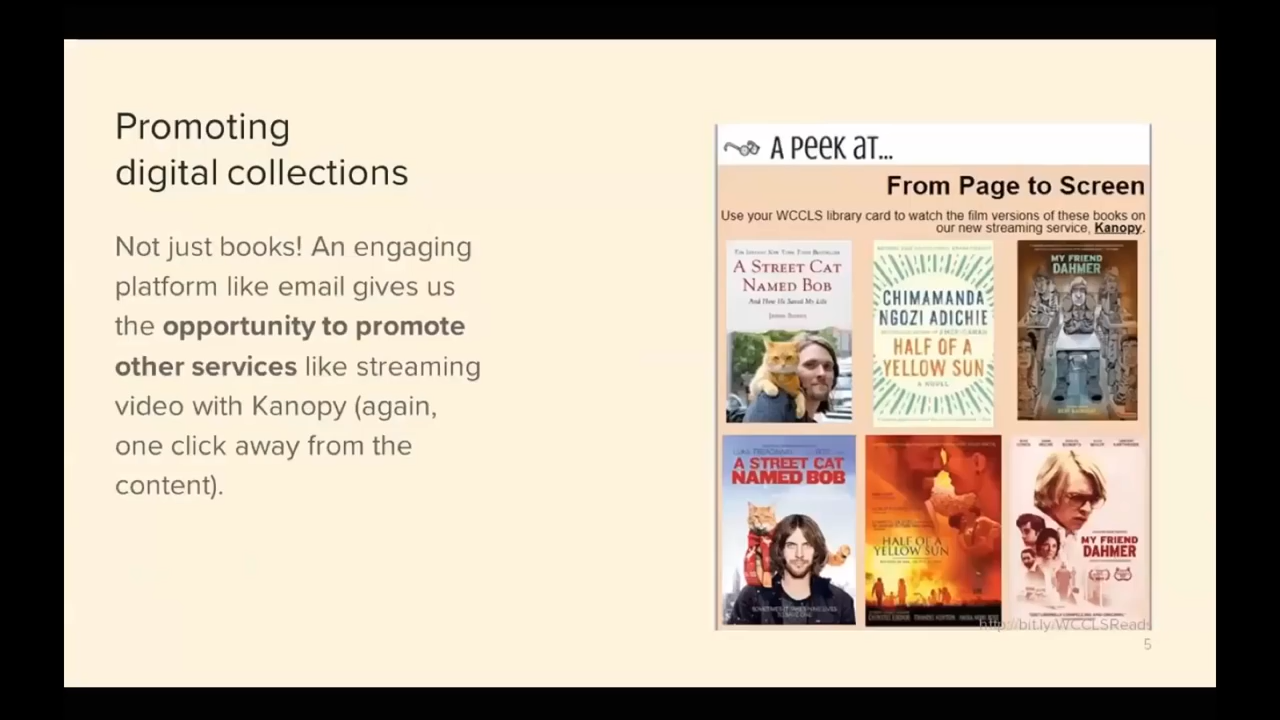 Promoting
digital collections
Not just books! An engaging
platform like email gives us
the opportunity to promote
other services like streaming
video with Kanopy (again,
one click away from the
content).
A Peek at...
From Page to Screen
Use your WCCLS library card to watch the film versions of these books on
our new streaming service, Kanopy.
A STREET CAT
NAMED BOB
And How He Saved My Life
James Bowen
CHIMAMANDA
NGOZI ADICHIE
HALF OF A
YELLOW SUN
A NOVEL
MY FRIEND
DAHMER
A STREET CAT
NAMED BOB
HALF OF A
YELLOW SUN
MY FRIEND
DAHMER
http://bit.ly/WCCLSReads
5